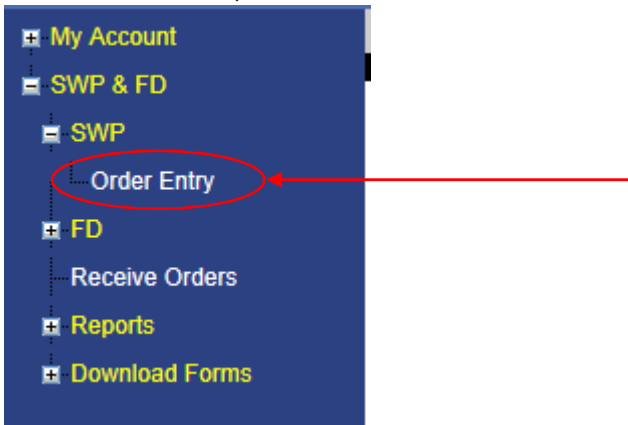 My Account
SWP & FD
SWP
Order Entry
FD
Receive Orders
Reports
Download Forms